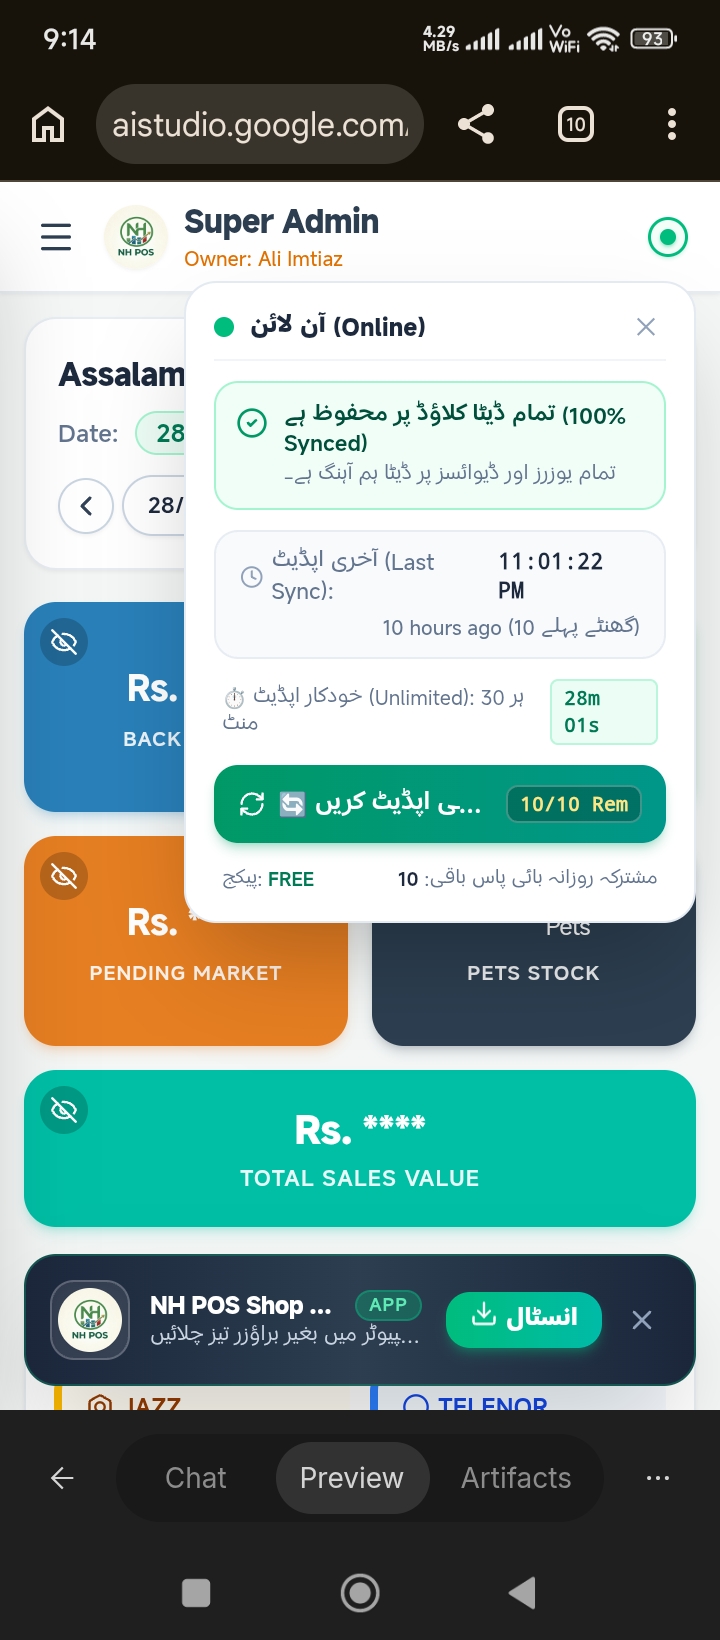 9:14
4.29 MB/s
Vo WiFi
93
aistudio.google.com/
10
NH POS
Super Admin
Owner: Ali Imtiaz
آن لائن (Online)
Assalam
Date: 28
28/
تمام ڈیٹا کلاؤڈ پر محفوظ ہے (100%
Synced)
تمام یوزرز اور ڈیوائسز پر ڈیٹا ہم آہنگ ہے۔
آخری اپڈیٹ (Last
Sync):
11:01:22
PM
10 hours ago (10 گھنٹے پہلے)
خودکار اپڈیٹ (Unlimited): ہر 30
منٹ
28m
01s
ـی اپڈیٹ کریں...
10/10 Rem
پیکج: FREE
مشترکہ روزانہ بائی پاس باقی: 10
Rs.
BACK
Rs. *
PENDING MARKET
Pets
PETS STOCK
Rs. ****
TOTAL SALES VALUE
NH POS
NH POS Shop ...
APP
...پیوٹر میں بغیر براؤزر تیز چلائیں
انسٹال
JAZZ
TELENOR
Chat
Preview
Artifacts